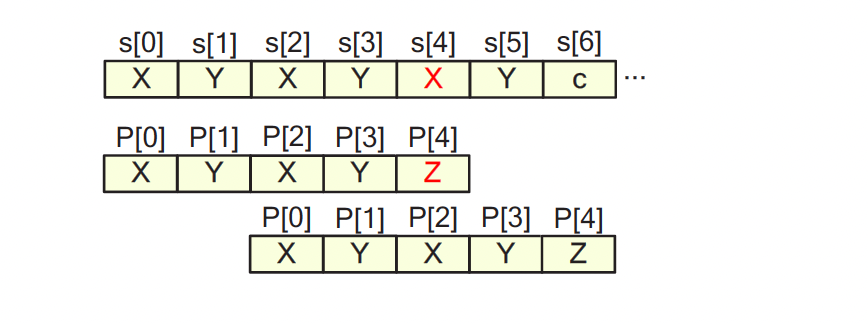 s[0] s[1] s[2] s[3] s[4] s[5] s[6]
X Y X Y X Y c ...
P[0] P[1] P[2] P[3] P[4]
X Y X Y Z
P[0] P[1] P[2] P[3] P[4]
X Y X Y Z